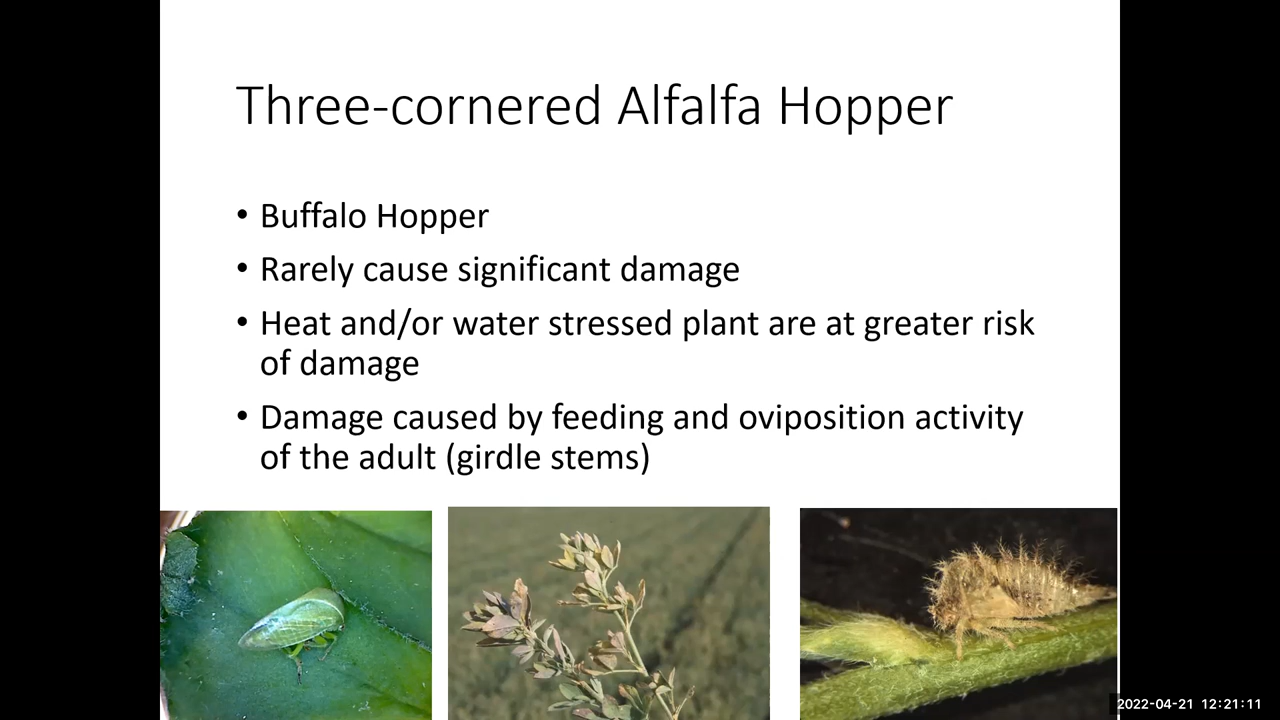 Three-cornered Alfalfa Hopper
• Buffalo Hopper
• Rarely cause significant damage
• Heat and/or water stressed plant are at greater risk
of damage
• Damage caused by feeding and oviposition activity
of the adult (girdle stems)
2022-04-21 12:21:11